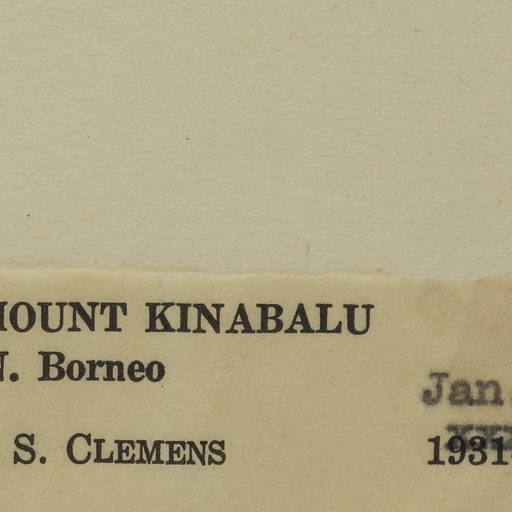 MOUNT KINABALU
N. Borneo
Jan.
S. CLEMENS 1931